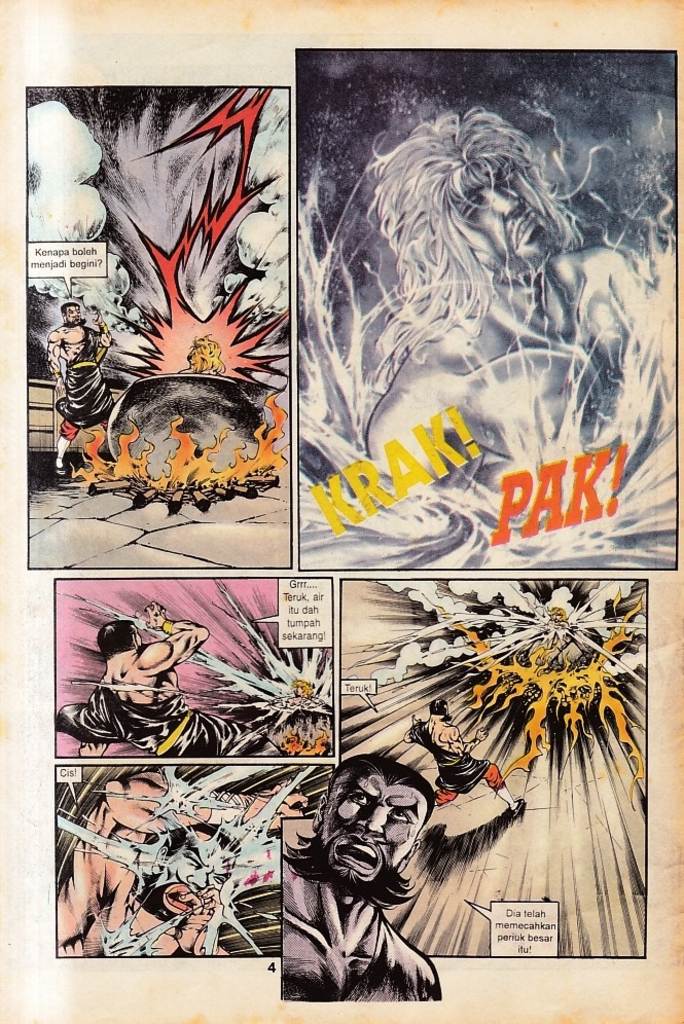 Kenapa boleh
menjadi begini?
KRAK!
PAK!
Grrr....
Teruk, air
itu dah
tumpah
sekarang!
Teruk!
Cis!
Dia telah
memecahkan
periuk besar
itu!
4